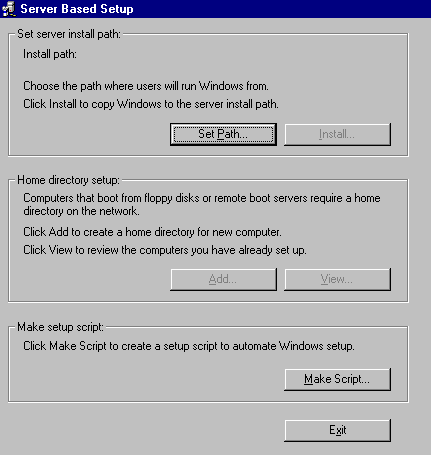 Server Based Setup
Set server install path:
Install path:
Choose the path where users will run Windows from.
Click Install to copy Windows to the server install path.
Set Path... Install...
Home directory setup:
Computers that boot from floppy disks or remote boot servers require a home
directory on the network.
Click Add to create a home directory for new computer.
Click View to review the computers you have already set up.
Add... View...
Make setup script:
Click Make Script to create a setup script to automate Windows setup.
Make Script...
Exit